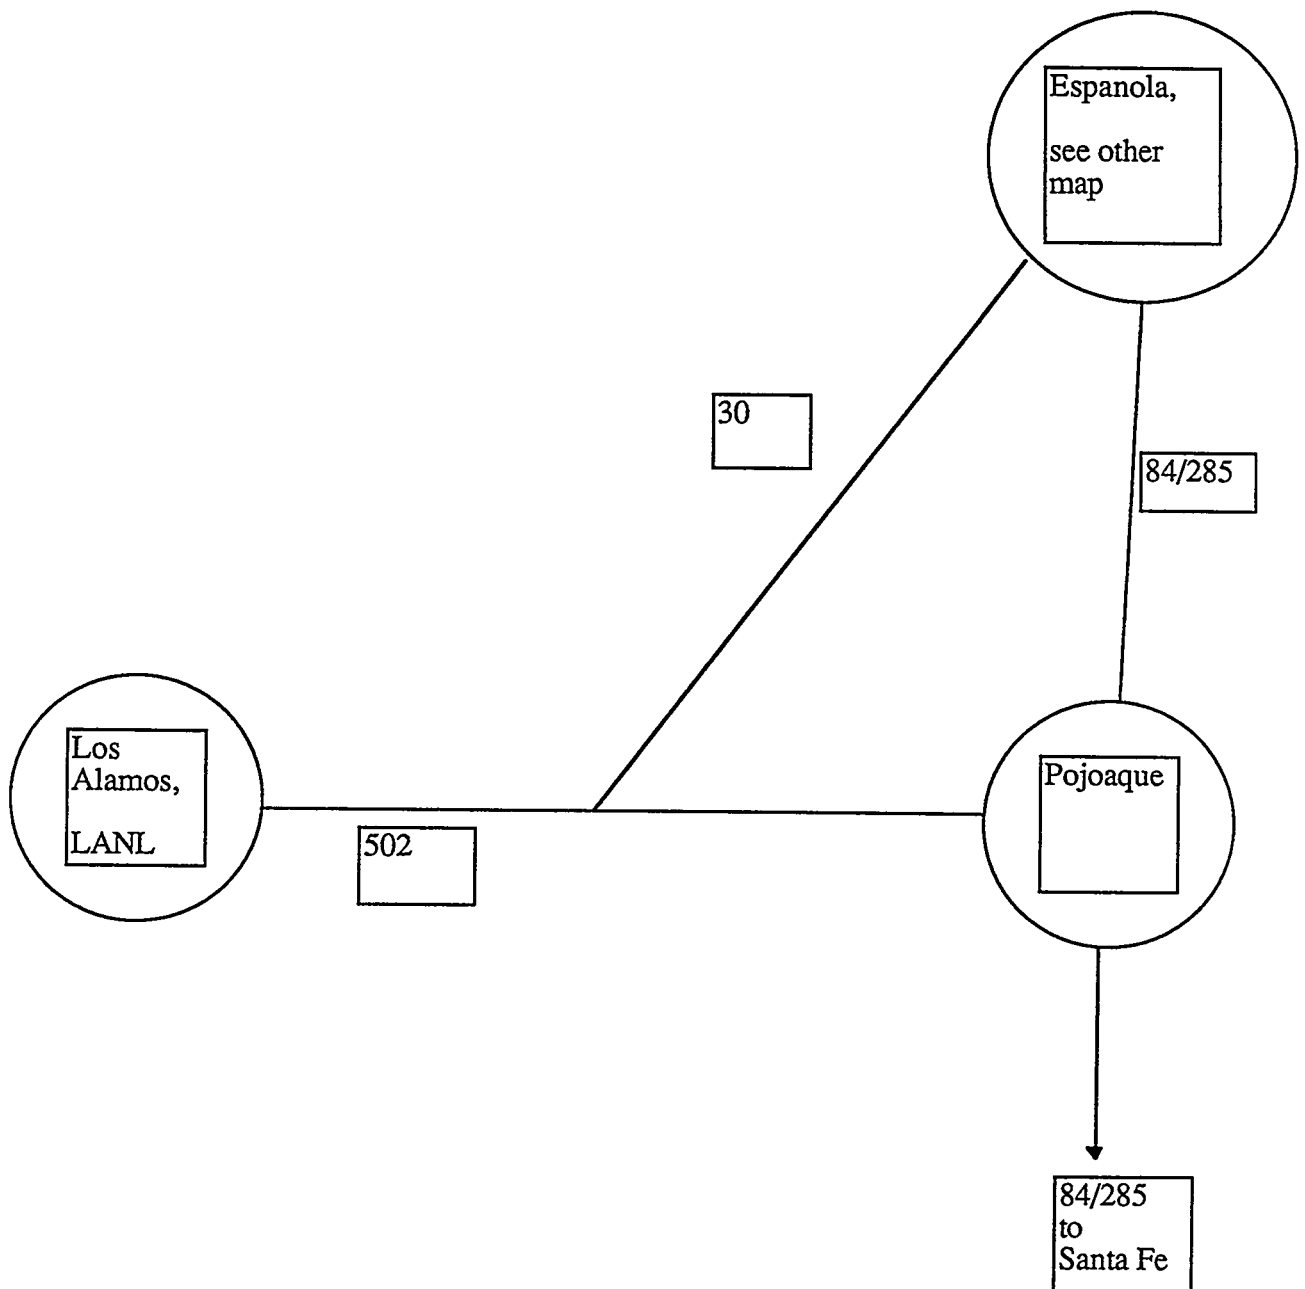 Espanola,
see other
map
30
84/285
Los
Alamos,
LANL
502
Pojoaque
84/285
to
Santa Fe